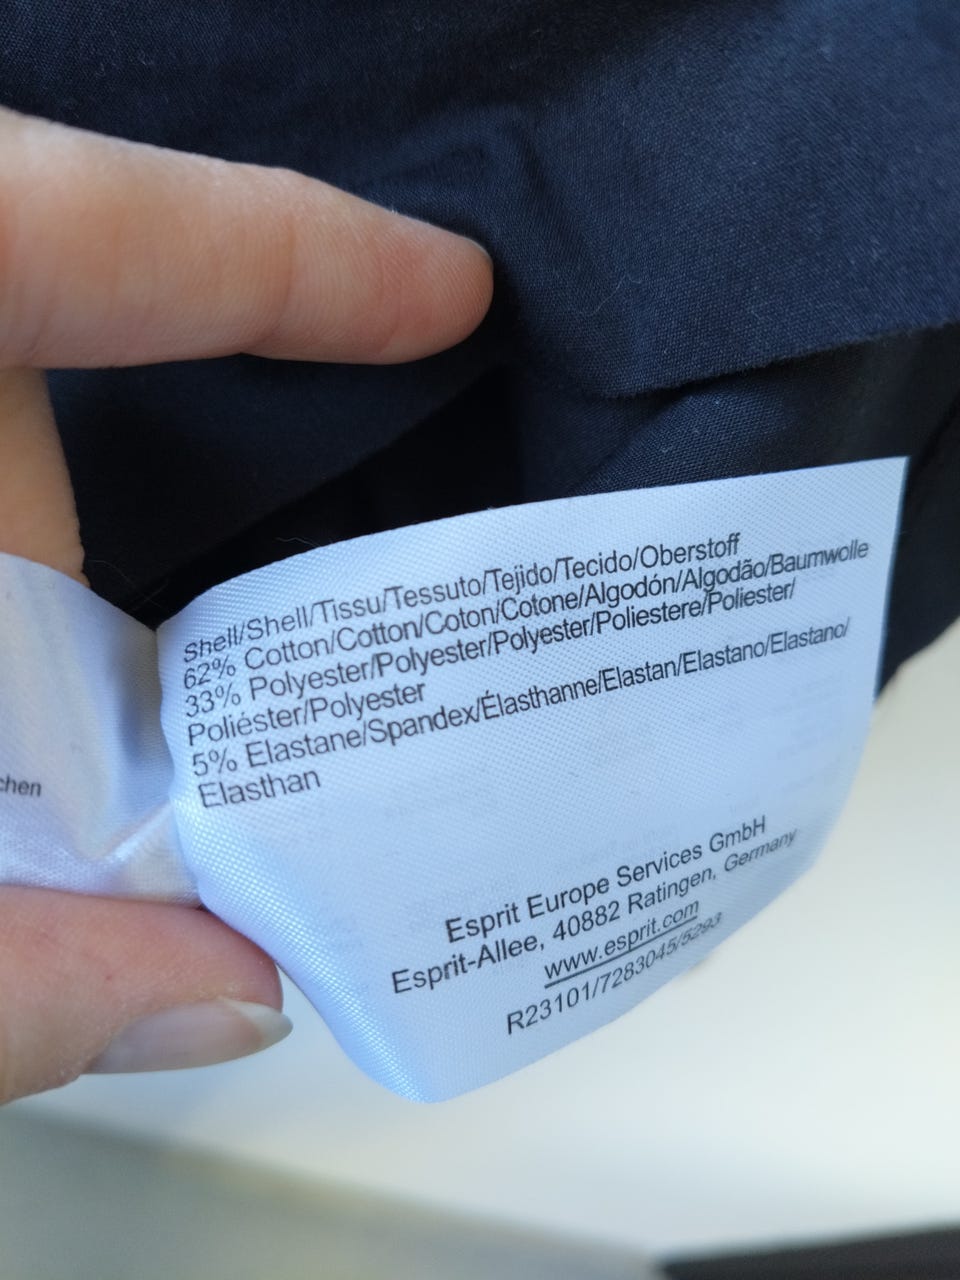 Shell/Shell/Tissu/Tessuto/Tejido/Tecido/Oberstoff
62% Cotton/Cotton/Coton/Cotone/Algodón/Algodão/Baumwolle
33% Polyester/Polyester/Polyester/Poliestere/Poliester/
Poliéster/Polyester
5% Elastane/Spandex/Élasthanne/Elastan/Elastano/Elastano/
Elasthan
chen
Esprit Europe Services GmbH
Esprit-Allee, 40882 Ratingen, Germany
www.esprit.com
R23101/7283045/5293